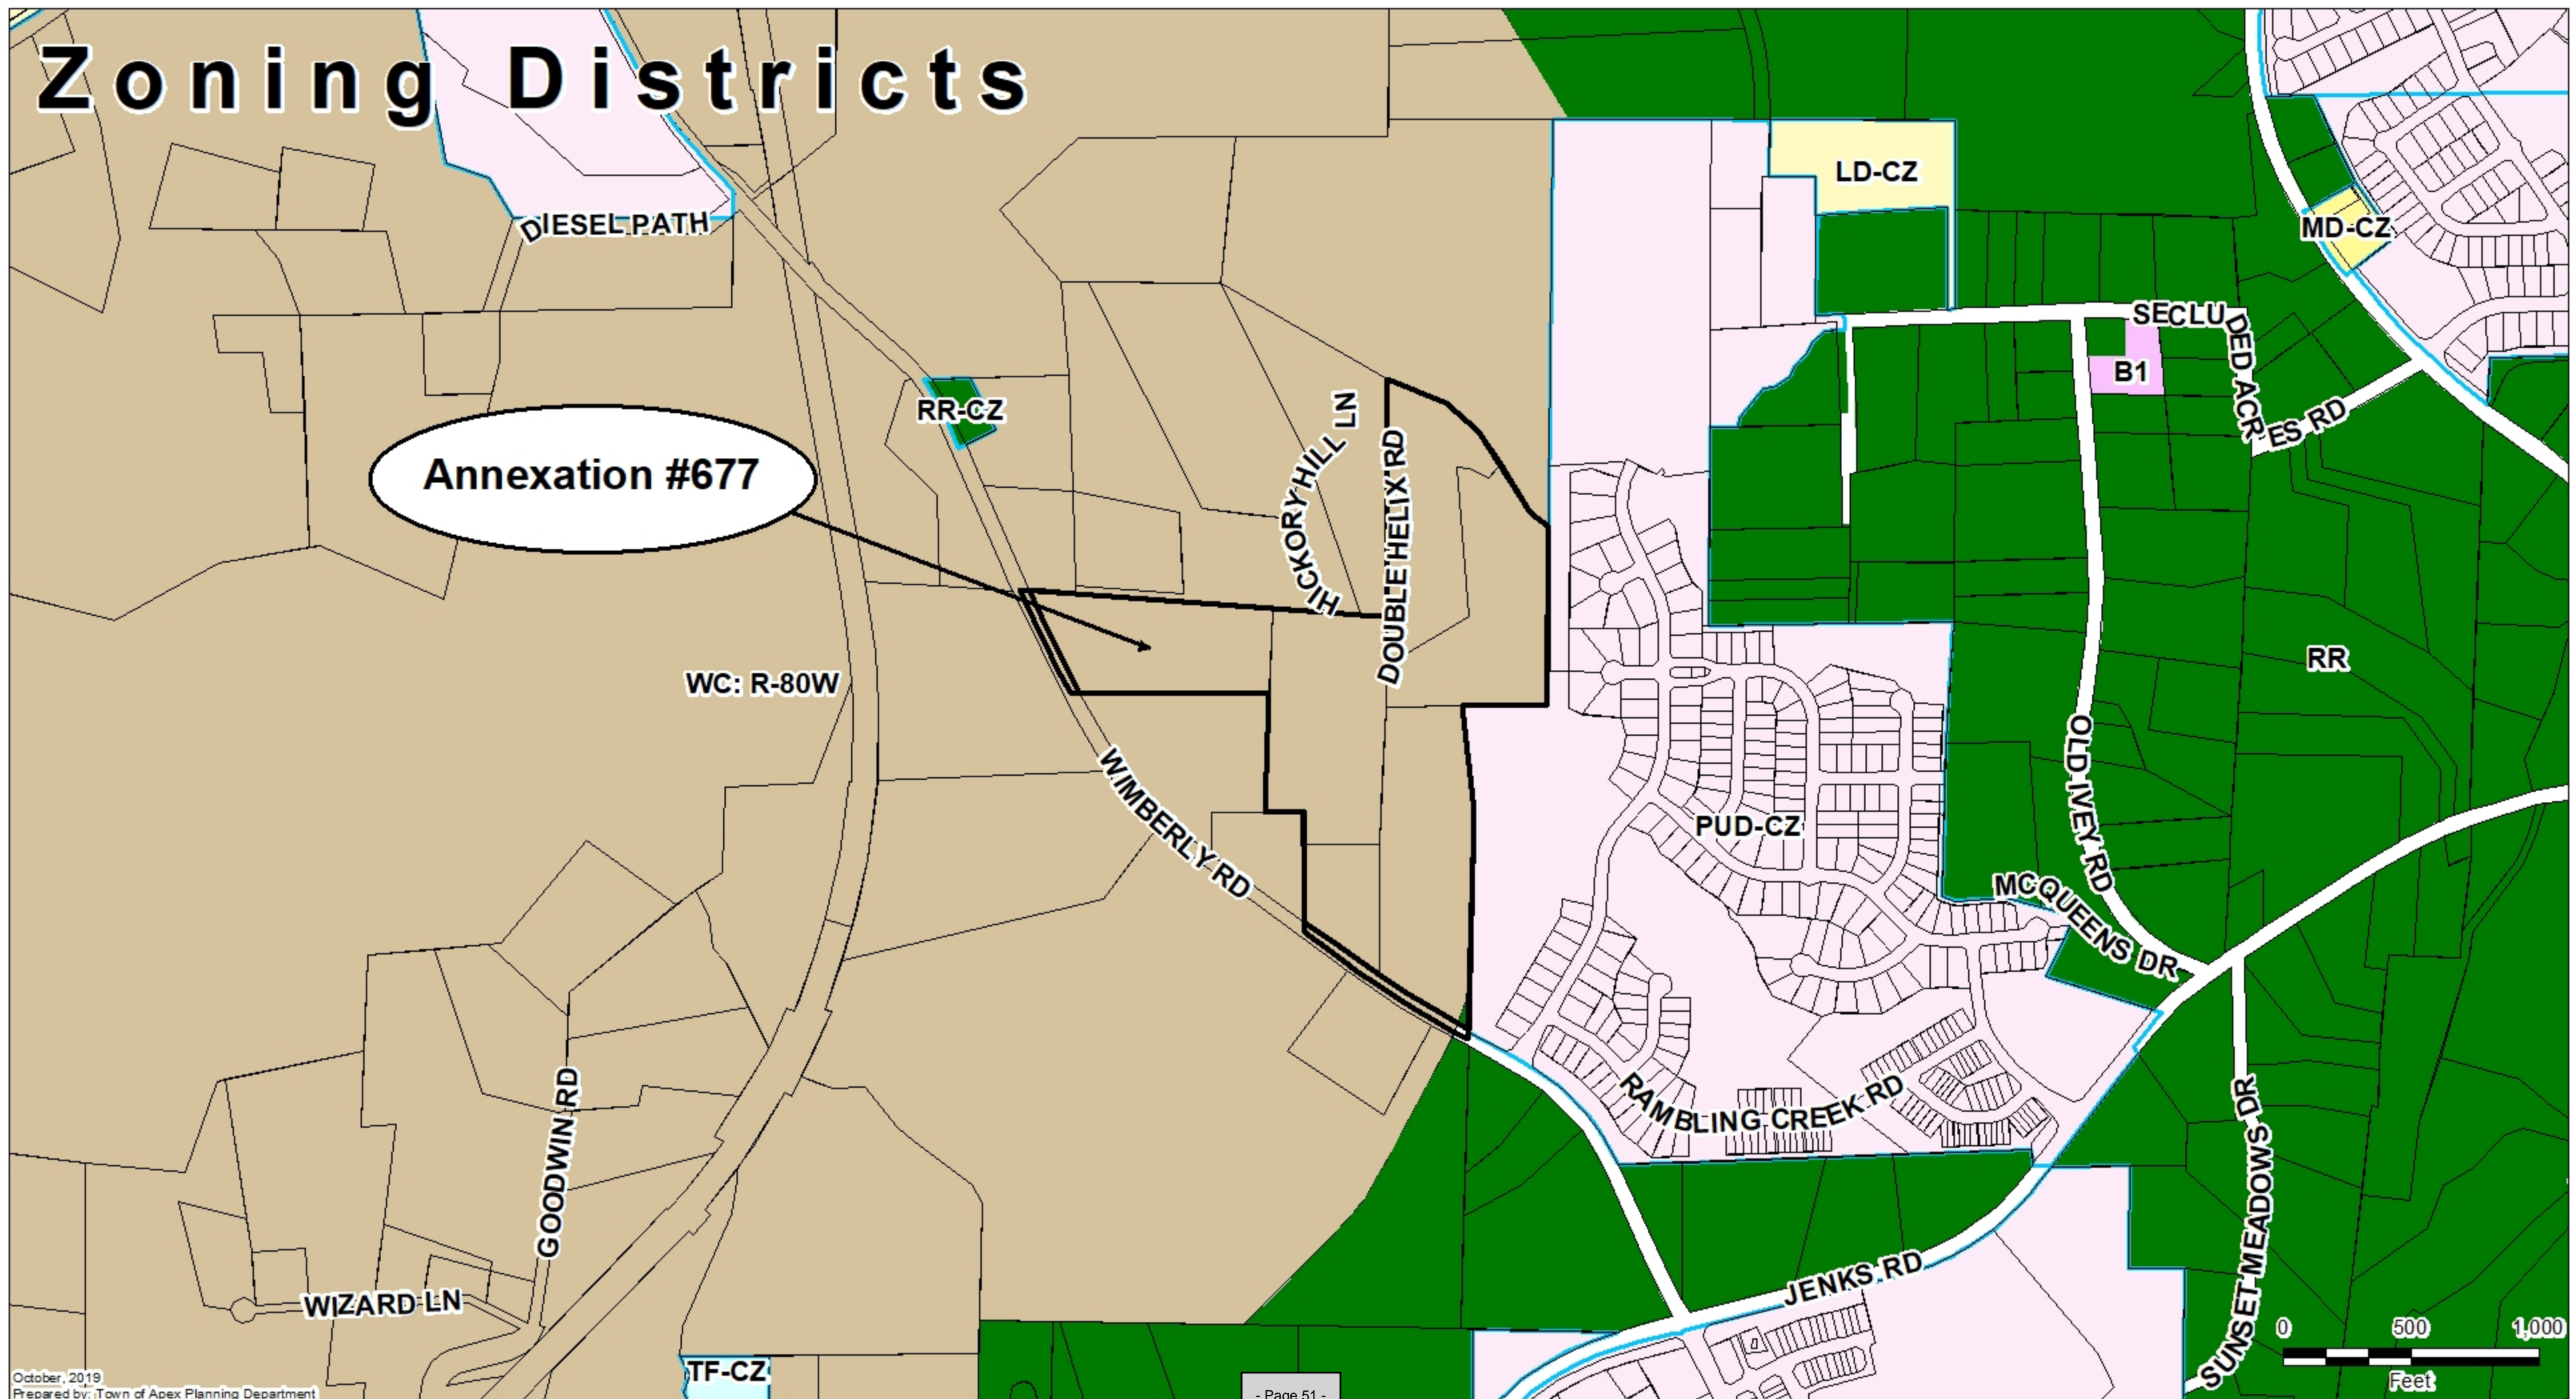 Zoning Districts
LD-CZ
DIESEL PATH
MD-CZ
SECLUDED ACRES RD
B1
RR-CZ
HICKORY HILL LN
DOUBLE HELIX RD
Annexation #677
WC: R-80W
RR
OLD IVEY RD
WIMBERLY RD
PUD-CZ
MCQUEENS DR
GOODWIN RD
RAMBLING CREEK RD
SUNSET MEADOWS DR
JENKS RD
WIZARD LN
0 500 1,000
Feet
TF-CZ
October, 2019
Prepared by: Town of Apex Planning Department
- Page 51 -